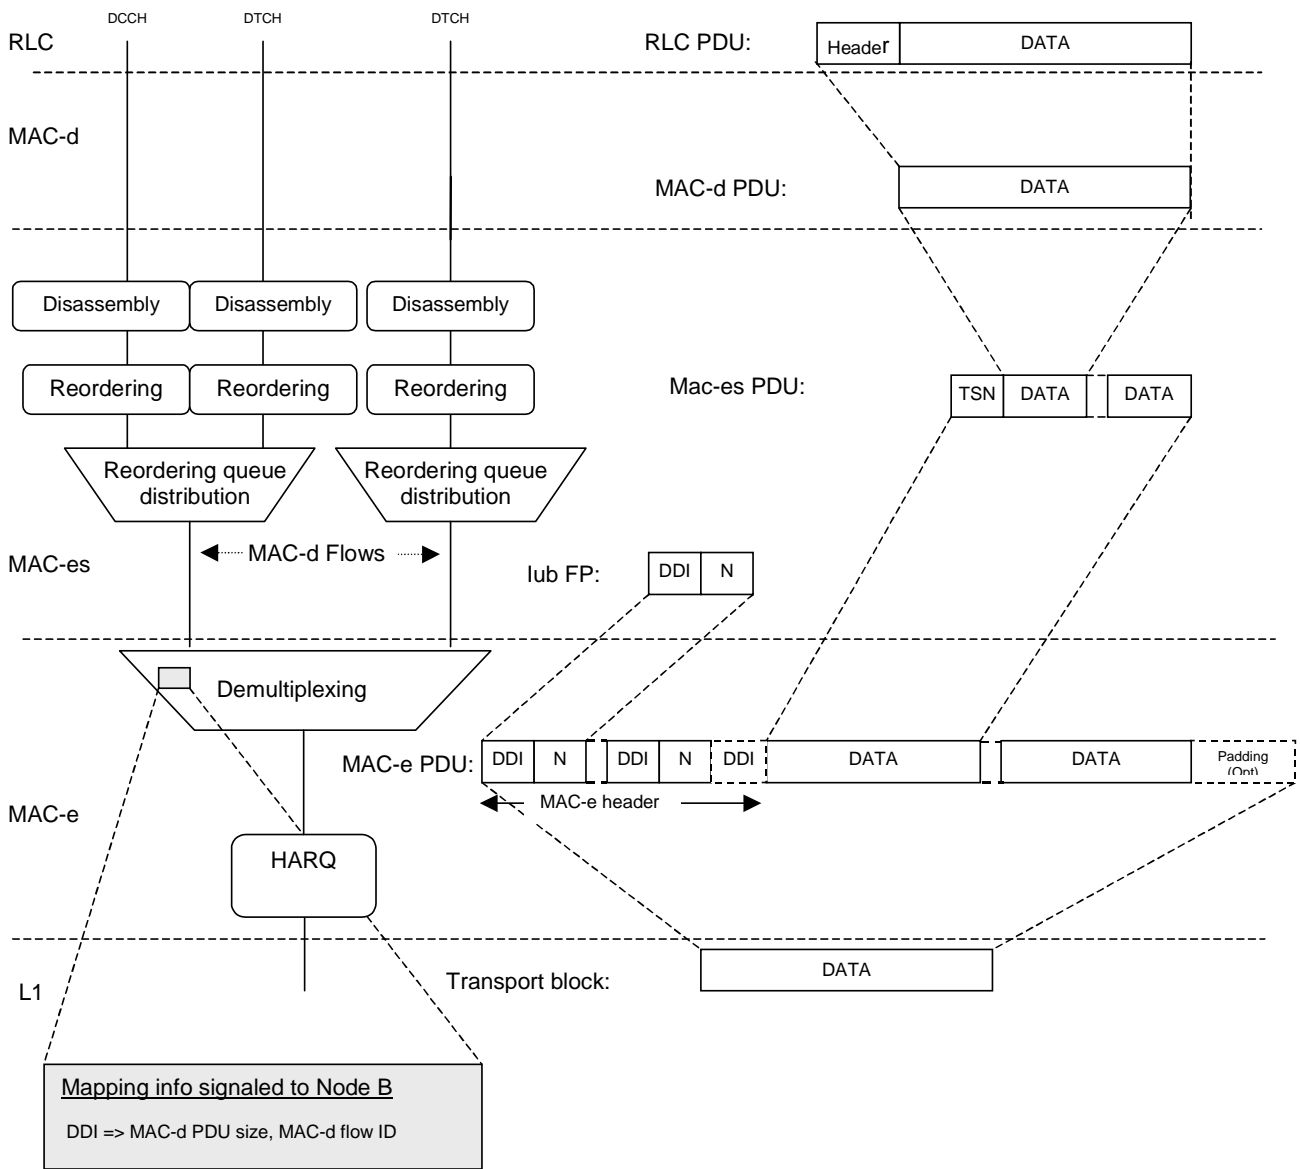 DCCH DTCH DTCH
RLC
RLC PDU: Header DATA
MAC-d
MAC-d PDU: DATA
Disassembly Disassembly Disassembly
Reordering Reordering Reordering
Mac-es PDU: TSN DATA DATA
Reordering queue
distribution
Reordering queue
distribution
MAC-d Flows
MAC-es
Iub FP: DDI N
Demultiplexing
MAC-e PDU: DDI N DDI N DDI DATA DATA Padding
(Opt)
MAC-e header
MAC-e
HARQ
L1
Transport block: DATA
Mapping info signaled to Node B
DDI => MAC-d PDU size, MAC-d flow ID